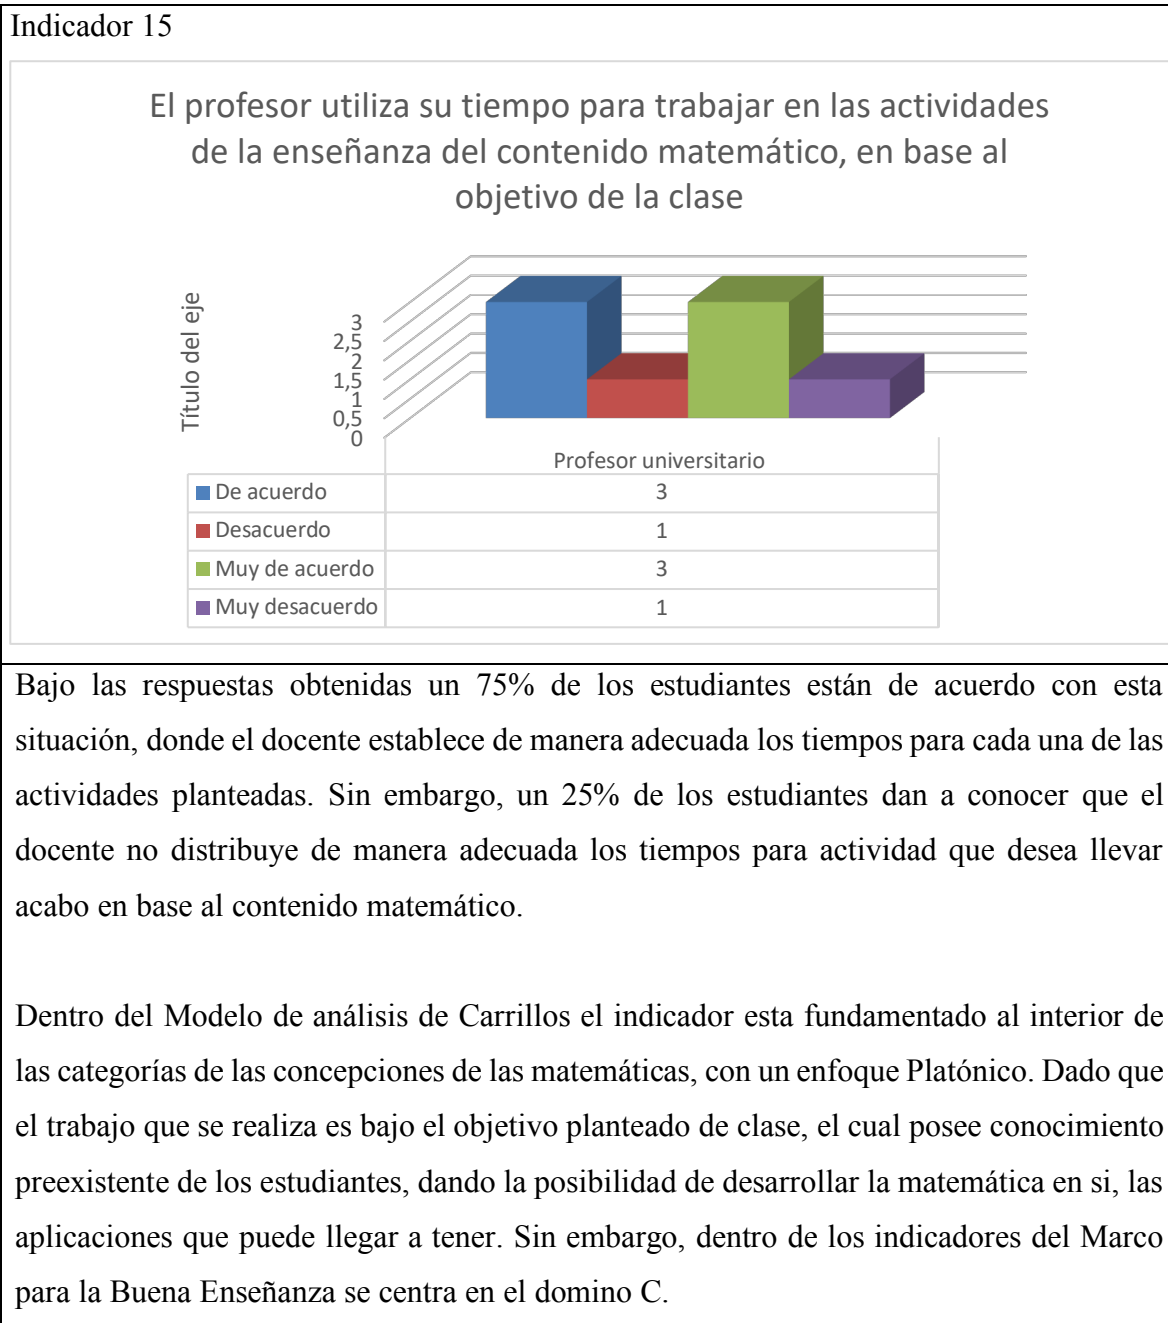 Indicador 15
El profesor utiliza su tiempo para trabajar en las actividades
de la enseñanza del contenido matemático, en base al
objetivo de la clase
Título del eje
3
2,5
2
1,5
1
0,5
0
Profesor universitario
De acuerdo 3
Desacuerdo 1
Muy de acuerdo 3
Muy desacuerdo 1
Bajo las respuestas obtenidas un 75% de los estudiantes están de acuerdo con esta
situación, donde el docente establece de manera adecuada los tiempos para cada una de las
actividades planteadas. Sin embargo, un 25% de los estudiantes dan a conocer que el
docente no distribuye de manera adecuada los tiempos para actividad que desea llevar
acabo en base al contenido matemático.
Dentro del Modelo de análisis de Carrillos el indicador esta fundamentado al interior de
las categorías de las concepciones de las matemáticas, con un enfoque Platónico. Dado que
el trabajo que se realiza es bajo el objetivo planteado de clase, el cual posee conocimiento
preexistente de los estudiantes, dando la posibilidad de desarrollar la matemática en si, las
aplicaciones que puede llegar a tener. Sin embargo, dentro de los indicadores del Marco
para la Buena Enseñanza se centra en el domino C.